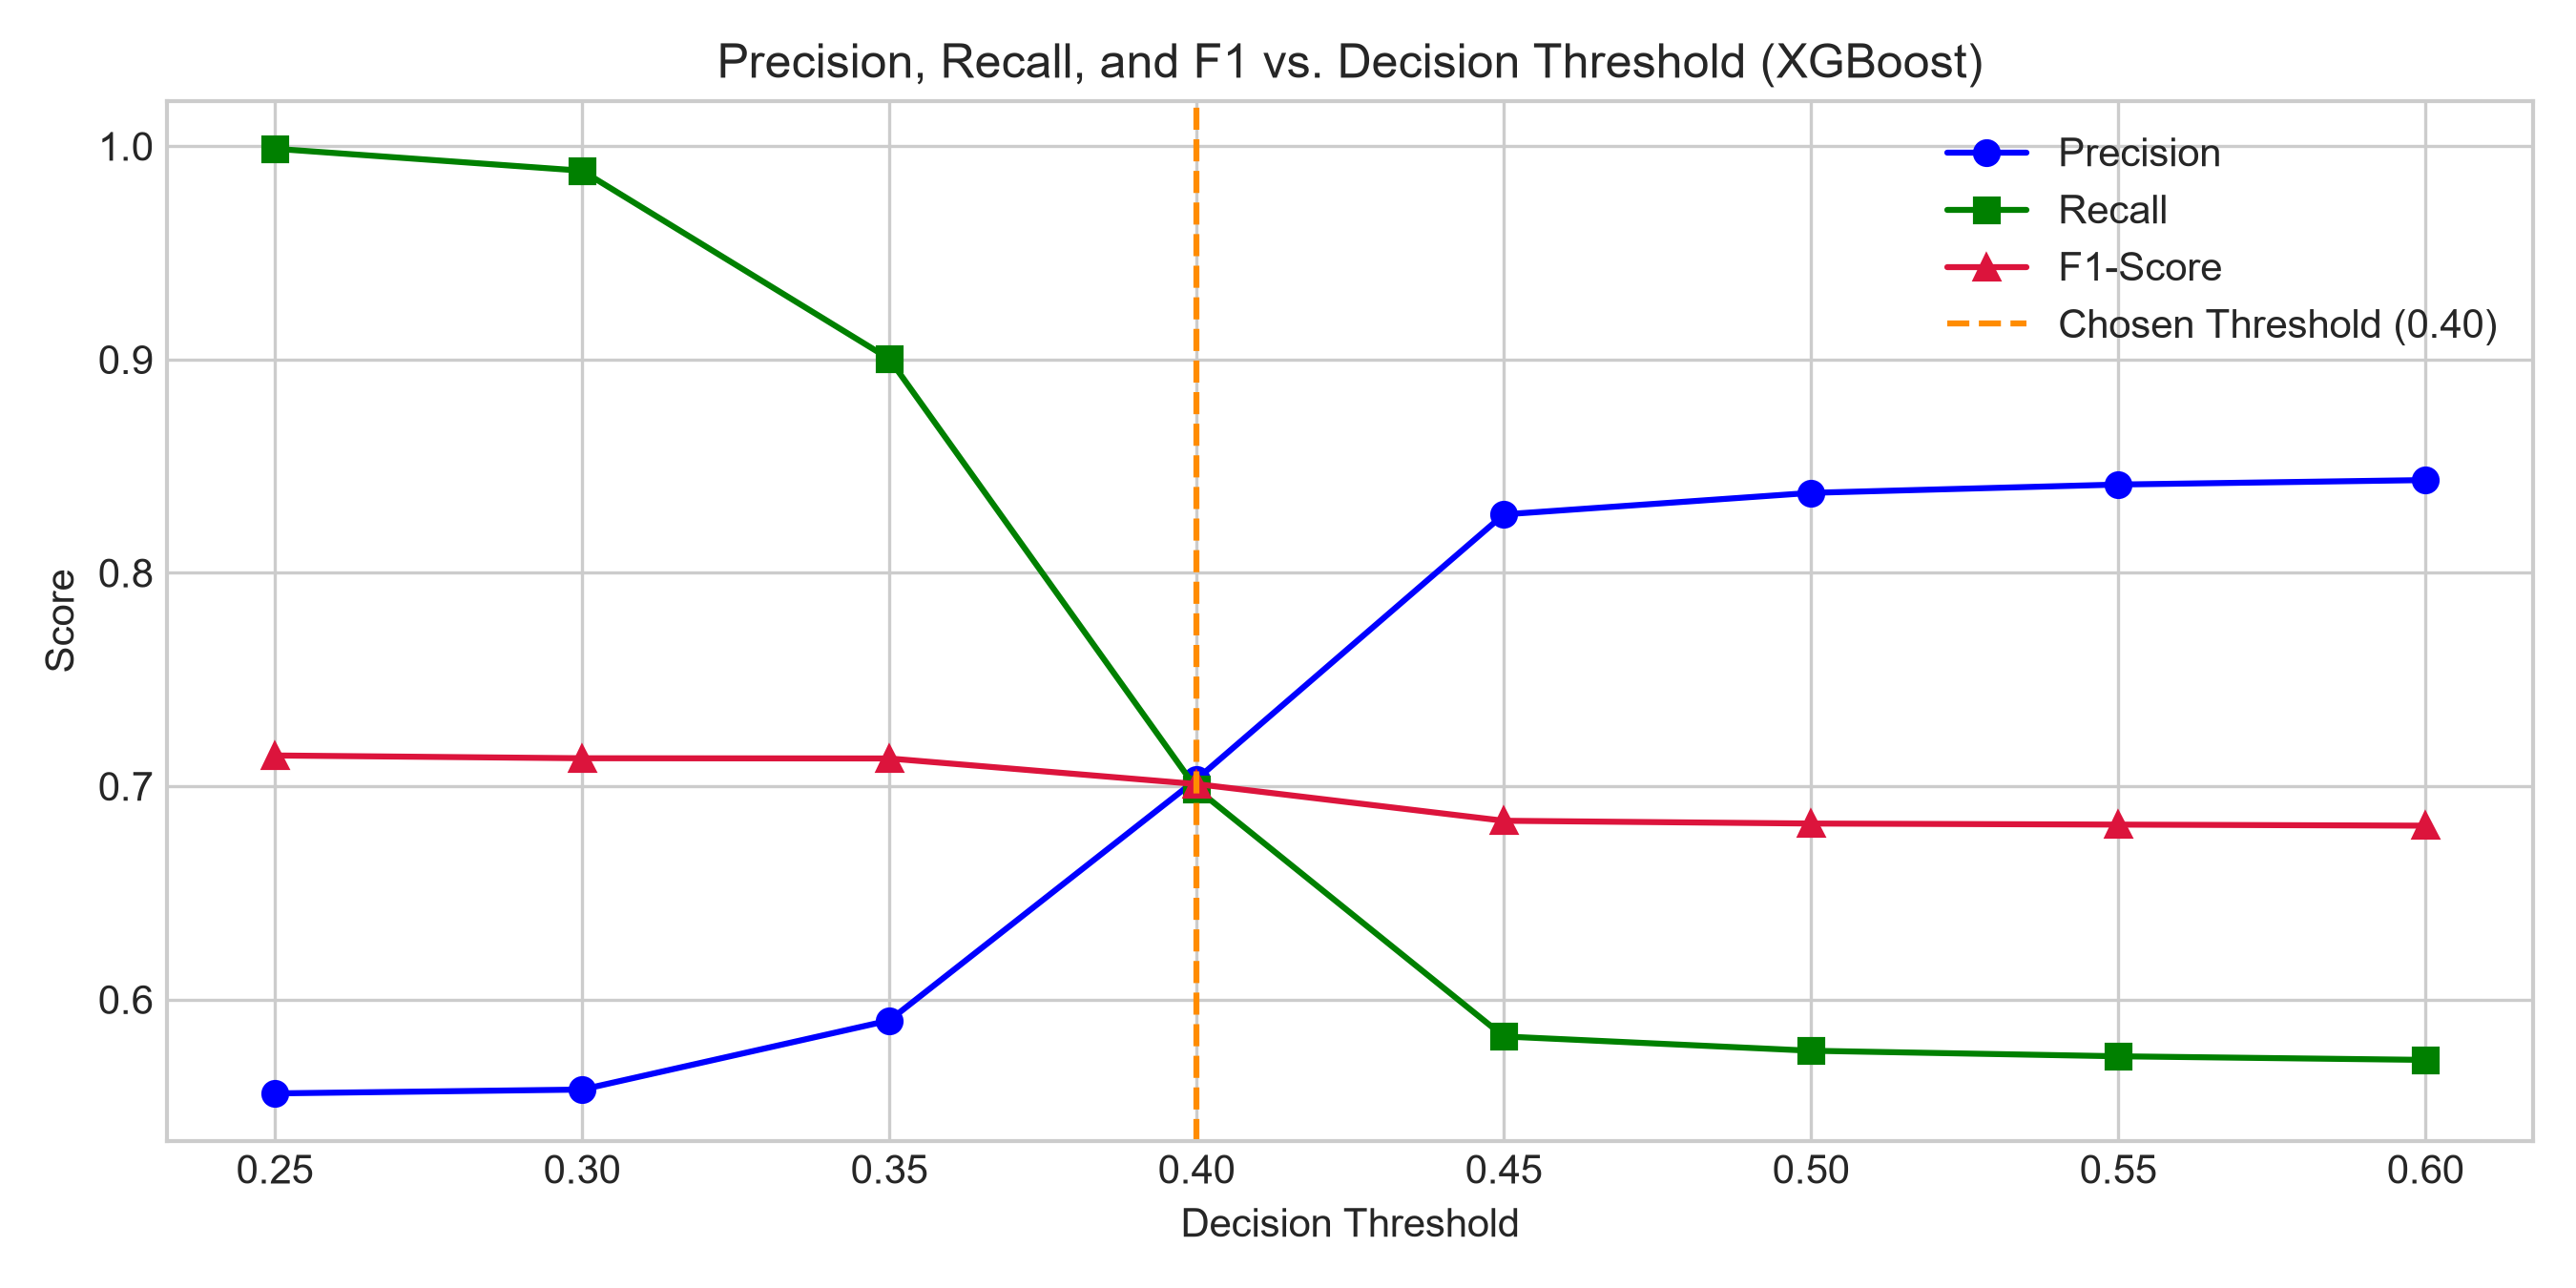 Precision, Recall, and F1 vs. Decision Threshold (XGBoost)
Precision
Recall
F1-Score
Chosen Threshold (0.40)
Score
1.0
0.9
0.8
0.7
0.6
0.25 0.30 0.35 0.40 0.45 0.50 0.55 0.60
Decision Threshold